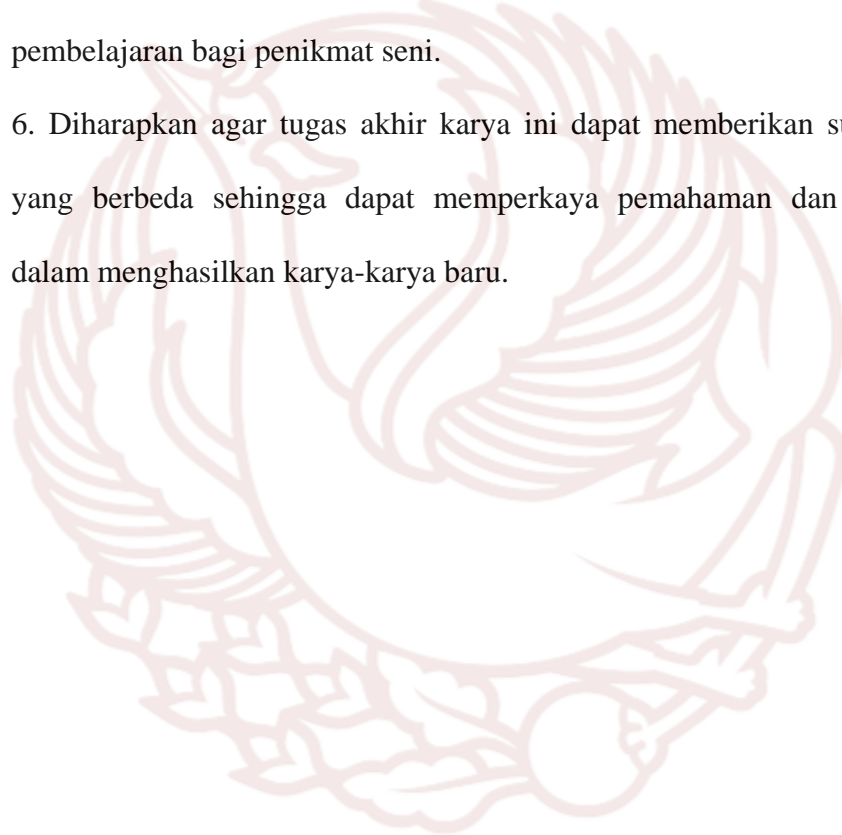 pembelajaran bagi penikmat seni.
6. Diharapkan agar tugas akhir karya ini dapat memberikan
yang berbeda sehingga dapat memperkaya pemahaman dan
dalam menghasilkan karya-karya baru.